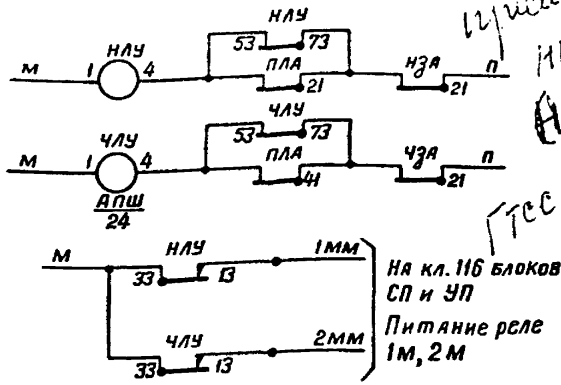 НЛУ
53 73
НЛУ ПЛА НЗА
М 1 4 21 21 П
ЧЛУ
53 73
ЧЛУ ПЛА ЧЗА
М 1 4 41 21 П
АПШ
24
ГТСС
М НЛУ 1ММ
33 13
На кл. 116 блоков
СП и УП
Питание реле
1М, 2М
ЧЛУ 2ММ
33 13